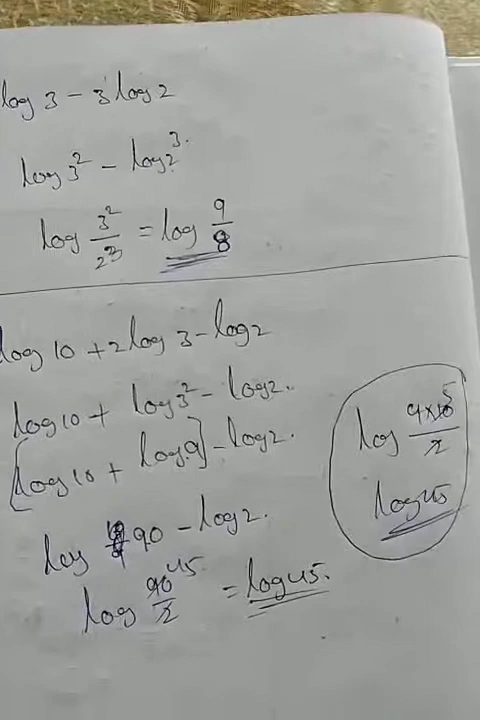 log 3 - 3 log 2
log 3² - log 2³.
log 3²/2³ = log 9/8
log 10 + 2 log 3 - log 2
log 10 + log 3² - log 2.
[log 10 + log 9] - log 2.
log 90 - log 2.
log 90/2 45 = log 45.
log 9×10/2 5
log 45